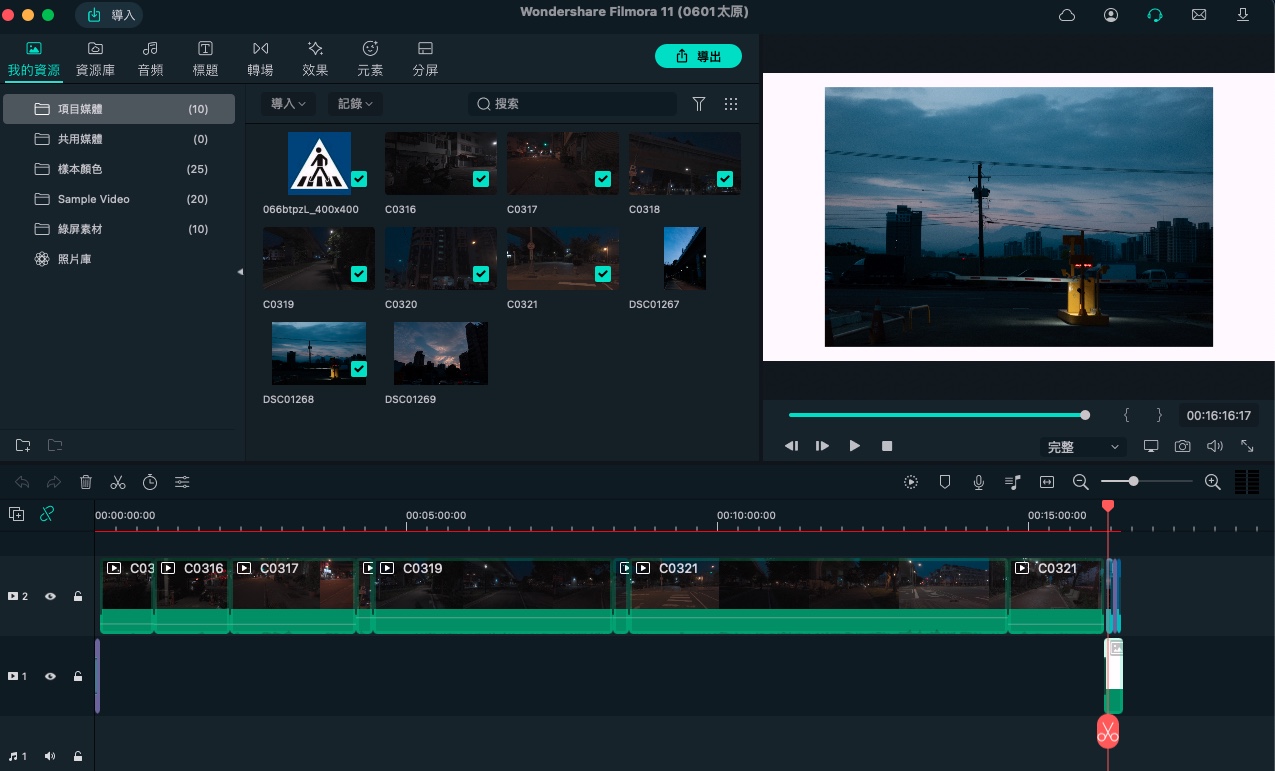 Wondershare Filmora 11 (0601太原)
導入
我的資源
資源庫
音頻
標題
轉場
效果
元素
分屏
導出
項目媒體 (10)
共用媒體 (0)
樣本顏色 (25)
Sample Video (20)
綠屏素材 (10)
照片庫
導入
記錄
搜索
066btpzL_400x400
C0316
C0317
C0318
C0319
C0320
C0321
DSC01267
DSC01268
DSC01269
{ }
00:16:16:17
完整
00:00:00:00
00:05:00:00
00:10:00:00
00:15:00:00
2
C03
C0316
C0317
C0319
C0321
C0321
1
1